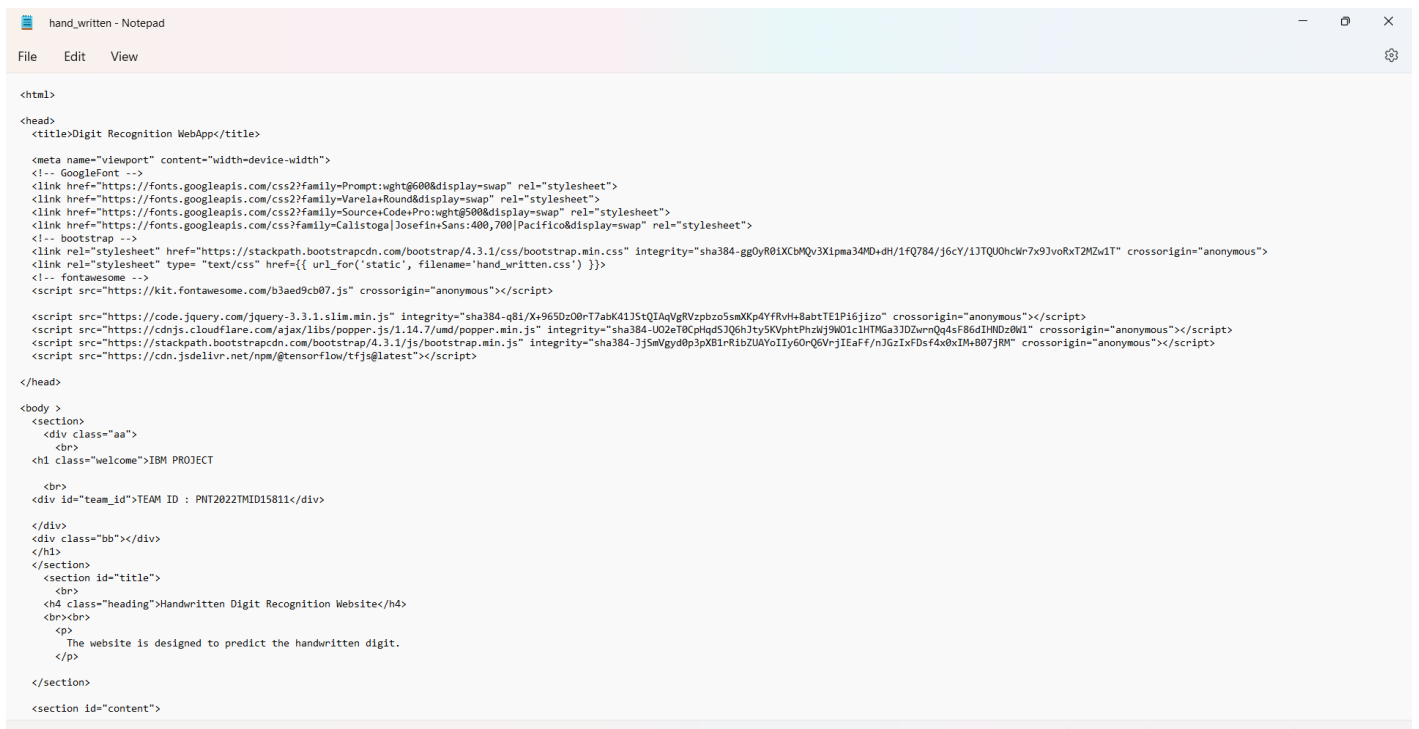 hand_written - Notepad
File Edit View
<html>
<head>
<title>Digit Recognition WebApp</title>
<meta name="viewport" content="width=device-width">
<!-- GoogleFont -->
<link href="https://fonts.googleapis.com/css2?family=Prompt:wght@600&display=swap" rel="stylesheet">
<link href="https://fonts.googleapis.com/css2?family=Varela+Round&display=swap" rel="stylesheet">
<link href="https://fonts.googleapis.com/css2?family=Source+Code+Pro:wght@500&display=swap" rel="stylesheet">
<link href="https://fonts.googleapis.com/css?family=Calistoga|Josefin+Sans:400,700|Pacifico&display=swap" rel="stylesheet">
<!-- bootstrap -->
<link rel="stylesheet" href="https://stackpath.bootstrapcdn.com/bootstrap/4.3.1/css/bootstrap.min.css" integrity="sha384-ggOyR0iXCbMQv3Xipma34MD+dH/1fQ784/j6cY/iJTQUOhcWr7x9JvoRxT2MZw1T" crossorigin="anonymous">
<link rel="stylesheet" type= "text/css" href={{ url_for('static', filename='hand_written.css') }}>
<!-- fontawesome -->
<script src="https://kit.fontawesome.com/b3aed9cb07.js" crossorigin="anonymous"></script>
<script src="https://code.jquery.com/jquery-3.3.1.slim.min.js" integrity="sha384-q8i/X+965DzO0rT7abK41JStQIAqVgRVzpbzo5smXKp4YfRvH+8abtTE1Pi6jizo" crossorigin="anonymous"></script>
<script src="https://cdnjs.cloudflare.com/ajax/libs/popper.js/1.14.7/umd/popper.min.js" integrity="sha384-UO2eT0CpHqdSJQ6hJty5KVphtPhzWj9WO1clHTMGa3JDZwrnQq4sF86dIHNDz0W1" crossorigin="anonymous"></script>
<script src="https://stackpath.bootstrapcdn.com/bootstrap/4.3.1/js/bootstrap.min.js" integrity="sha384-JjSmVgyd0p3pXB1rRibZUAYoIIy6OrQ6VrjIEaFf/nJGzIxFDsf4x0xIM+B07jRM" crossorigin="anonymous"></script>
<script src="https://cdn.jsdelivr.net/npm/@tensorflow/tfjs@latest"></script>
</head>
<body >
<section>
<div class="aa">
<br>
<h1 class="welcome">IBM PROJECT
<br>
<div id="team_id">TEAM ID : PNT2022TMID15811</div>
</div>
<div class="bb"></div>
</h1>
</section>
<section id="title">
<br>
<h4 class="heading">Handwritten Digit Recognition Website</h4>
<br><br>
<p>
The website is designed to predict the handwritten digit.
</p>
</section>
<section id="content">